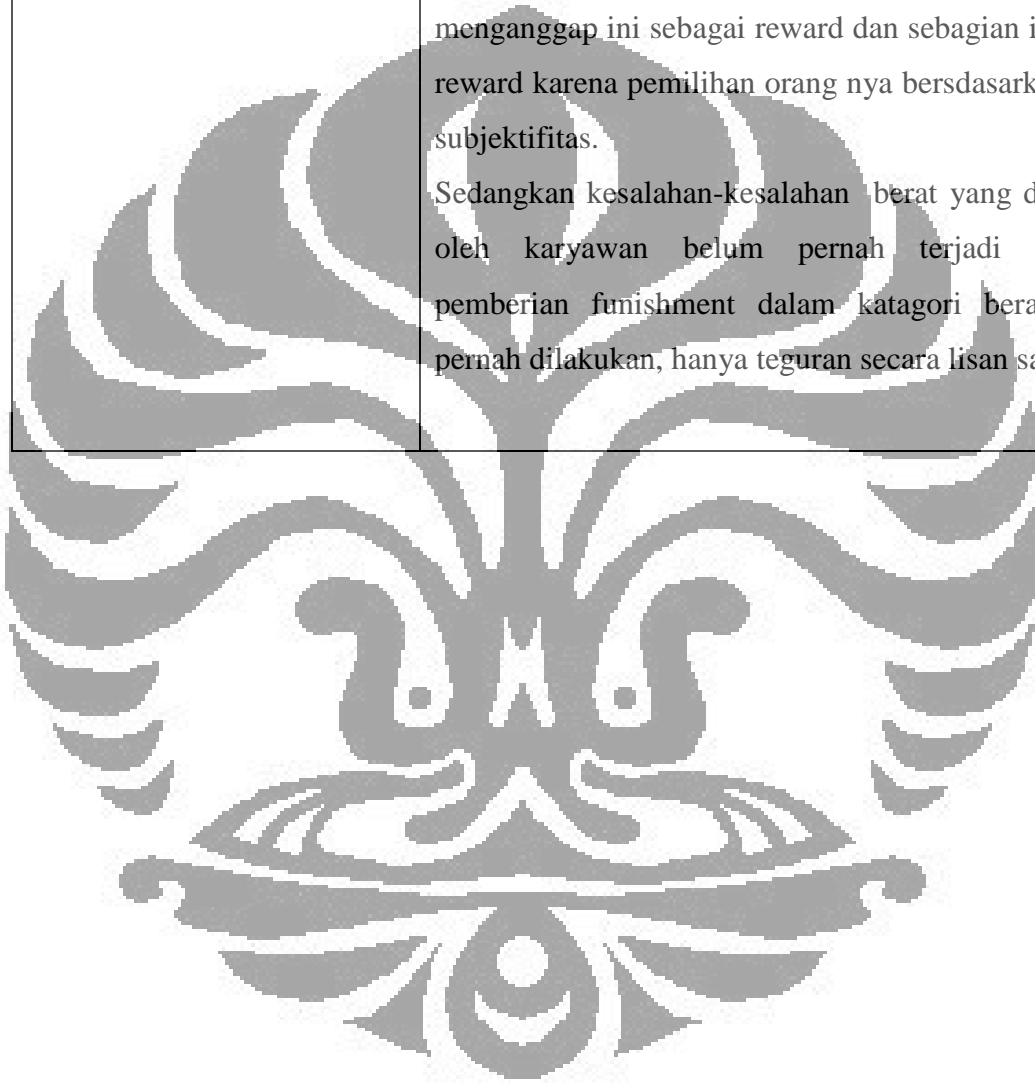 menganggap ini sebagai reward dan sebagian
reward karena pemilihan orang nya bersdasark
subjektifitas.
Sedangkan kesalahan-kesalahan berat yang d
oleh karyawan belum pernah terjadi
pemberian funishment dalam katagori bera
pernah dilakukan, hanya teguran secara lisan sa